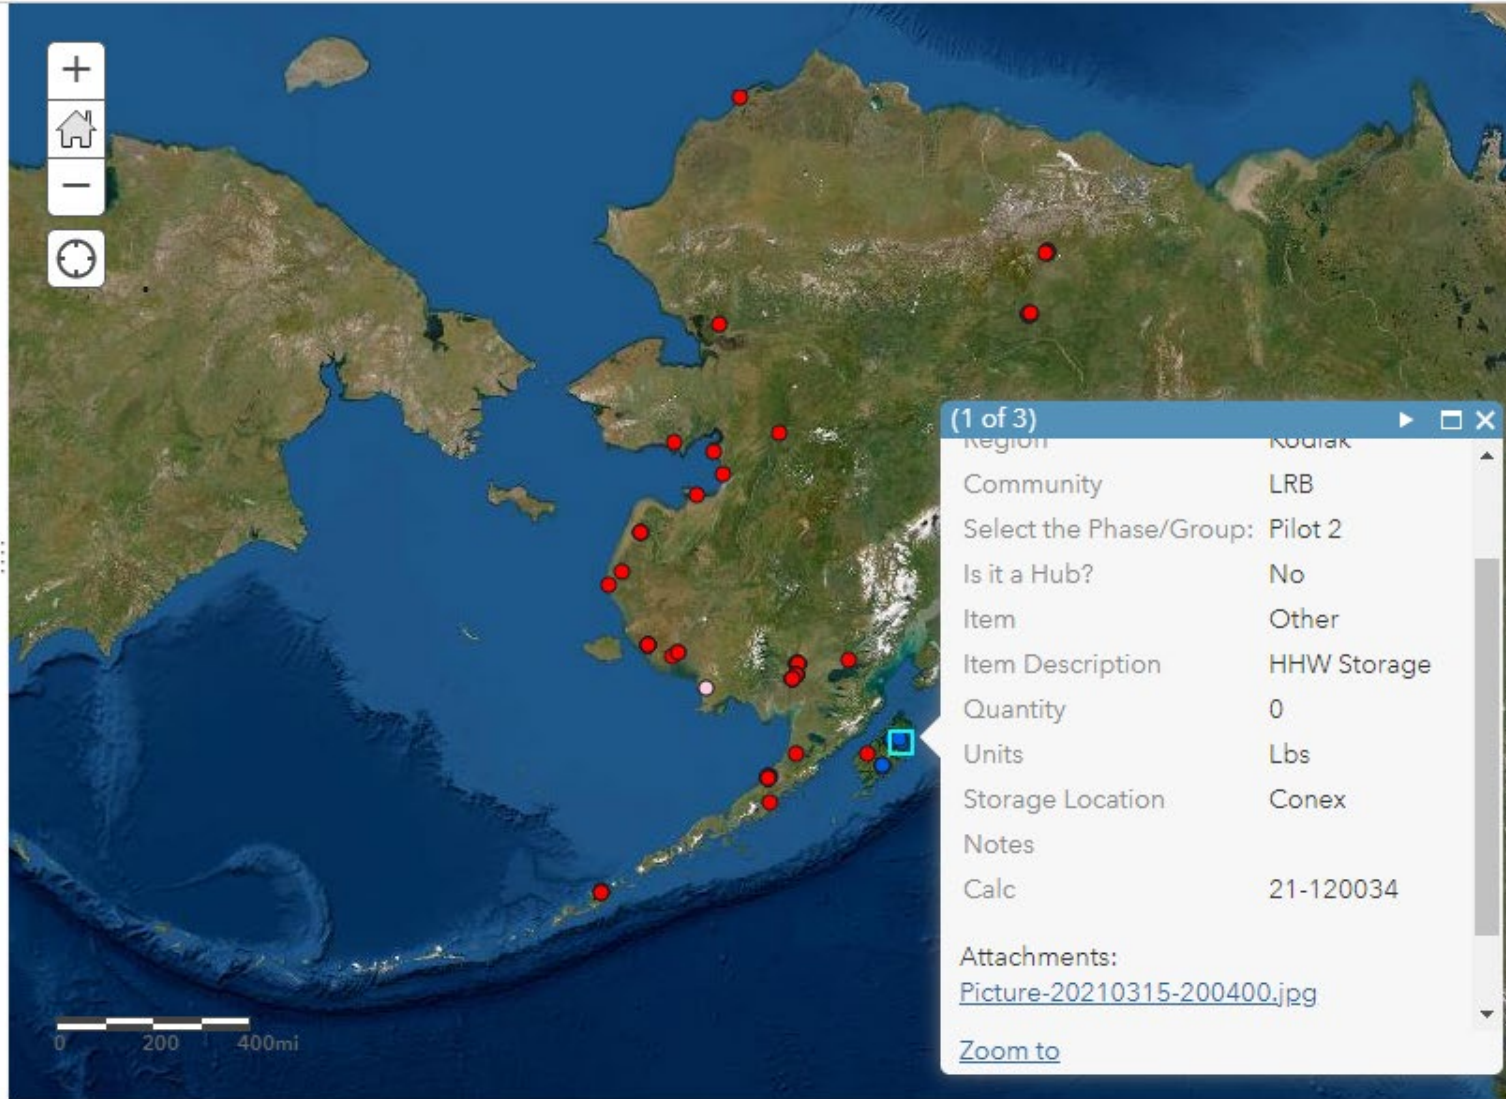 +
−
(1 of 3)
Region Kodiak
Community LRB
Select the Phase/Group: Pilot 2
Is it a Hub? No
Item Other
Item Description HHW Storage
Quantity 0
Units Lbs
Storage Location Conex
Notes
Calc 21-120034
Attachments:
Picture-20210315-200400.jpg
Zoom to
0 200 400mi